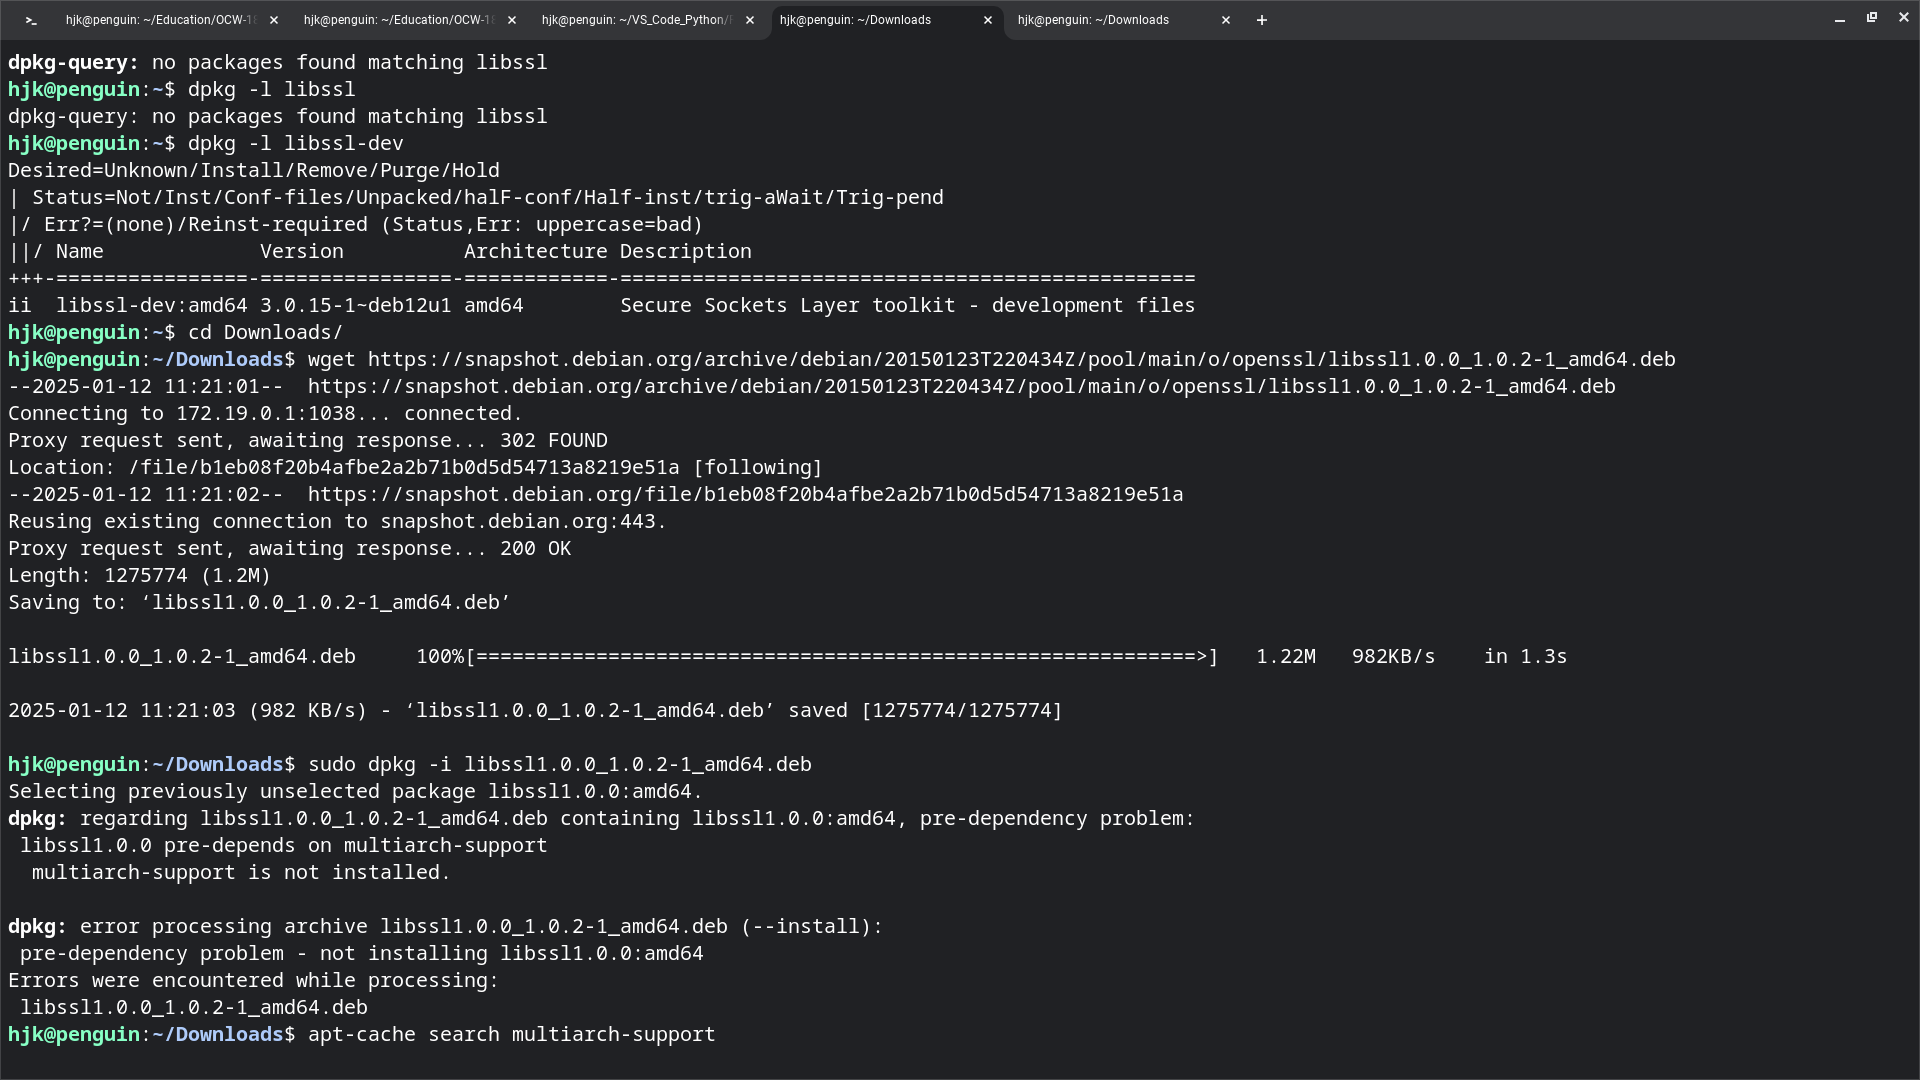 >_ hjk@penguin: ~/Education/OCW-18 × hjk@penguin: ~/Education/OCW-18 × hjk@penguin: ~/VS_Code_Python/ × hjk@penguin: ~/Downloads × hjk@penguin: ~/Downloads × +
dpkg-query: no packages found matching libssl
hjk@penguin:~$ dpkg -l libssl
dpkg-query: no packages found matching libssl
hjk@penguin:~$ dpkg -l libssl-dev
Desired=Unknown/Install/Remove/Purge/Hold
| Status=Not/Inst/Conf-files/Unpacked/halF-conf/Half-inst/trig-aWait/Trig-pend
|/ Err?=(none)/Reinst-required (Status,Err: uppercase=bad)
||/ Name             Version          Architecture Description
+++-================-================-============-================================================
ii  libssl-dev:amd64 3.0.15-1~deb12u1 amd64        Secure Sockets Layer toolkit - development files
hjk@penguin:~$ cd Downloads/
hjk@penguin:~/Downloads$ wget https://snapshot.debian.org/archive/debian/20150123T220434Z/pool/main/o/openssl/libssl1.0.0_1.0.2-1_amd64.deb
--2025-01-12 11:21:01--  https://snapshot.debian.org/archive/debian/20150123T220434Z/pool/main/o/openssl/libssl1.0.0_1.0.2-1_amd64.deb
Connecting to 172.19.0.1:1038... connected.
Proxy request sent, awaiting response... 302 FOUND
Location: /file/b1eb08f20b4afbe2a2b71b0d5d54713a8219e51a [following]
--2025-01-12 11:21:02--  https://snapshot.debian.org/file/b1eb08f20b4afbe2a2b71b0d5d54713a8219e51a
Reusing existing connection to snapshot.debian.org:443.
Proxy request sent, awaiting response... 200 OK
Length: 1275774 (1.2M)
Saving to: ‘libssl1.0.0_1.0.2-1_amd64.deb’
libssl1.0.0_1.0.2-1_amd64.deb     100%[============================================================>]   1.22M   982KB/s    in 1.3s
2025-01-12 11:21:03 (982 KB/s) - ‘libssl1.0.0_1.0.2-1_amd64.deb’ saved [1275774/1275774]
hjk@penguin:~/Downloads$ sudo dpkg -i libssl1.0.0_1.0.2-1_amd64.deb
Selecting previously unselected package libssl1.0.0:amd64.
dpkg: regarding libssl1.0.0_1.0.2-1_amd64.deb containing libssl1.0.0:amd64, pre-dependency problem:
 libssl1.0.0 pre-depends on multiarch-support
  multiarch-support is not installed.
dpkg: error processing archive libssl1.0.0_1.0.2-1_amd64.deb (--install):
 pre-dependency problem - not installing libssl1.0.0:amd64
Errors were encountered while processing:
 libssl1.0.0_1.0.2-1_amd64.deb
hjk@penguin:~/Downloads$ apt-cache search multiarch-support